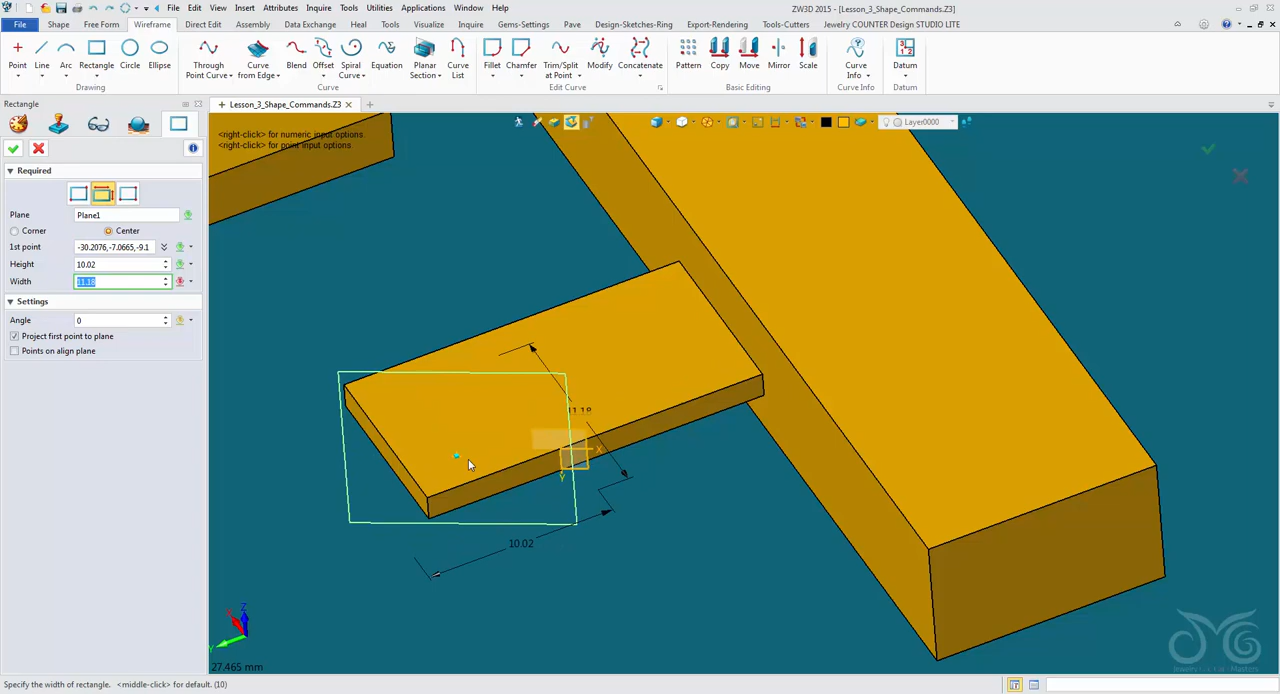 File Edit View Insert Attributes Inquire Tools Utilities Applications Window Help
ZW3D 2015 - [Lesson_3_Shape_Commands.Z3]
File Shape Free Form Wireframe Direct Edit Assembly Data Exchange Heal Tools Visualize Inquire Gems-Settings Pave Design-Sketches-Ring Export-Rendering Tools-Cutters Jewelry COUNTER Design STUDIO LITE
Point Line Arc Rectangle Circle Ellipse
Through Point Curve
Curve from Edge
Blend Offset
Spiral Curve
Equation
Planar Section
Curve List
Fillet Chamfer
Trim/Split at Point
Modify Concatenate
Pattern Copy Move Mirror Scale
Curve Info
Datum
Drawing Curve Edit Curve Basic Editing Curve Info Datum
Rectangle
Lesson_3_Shape_Commands.Z3
<right-click> for numeric input options
<right-click> for point input options
Layer0000
Required
Plane Plane1
Corner Center
1st point -30.2076,-7.0665,-9.1
Height 10.02
Width 11.18
Settings
Angle 0
Project first point to plane
Points on align plane
11.18
X
Y
10.02
Z
X
Y
27.465 mm
Specify the width of rectangle. <middle-click> for default. (10)